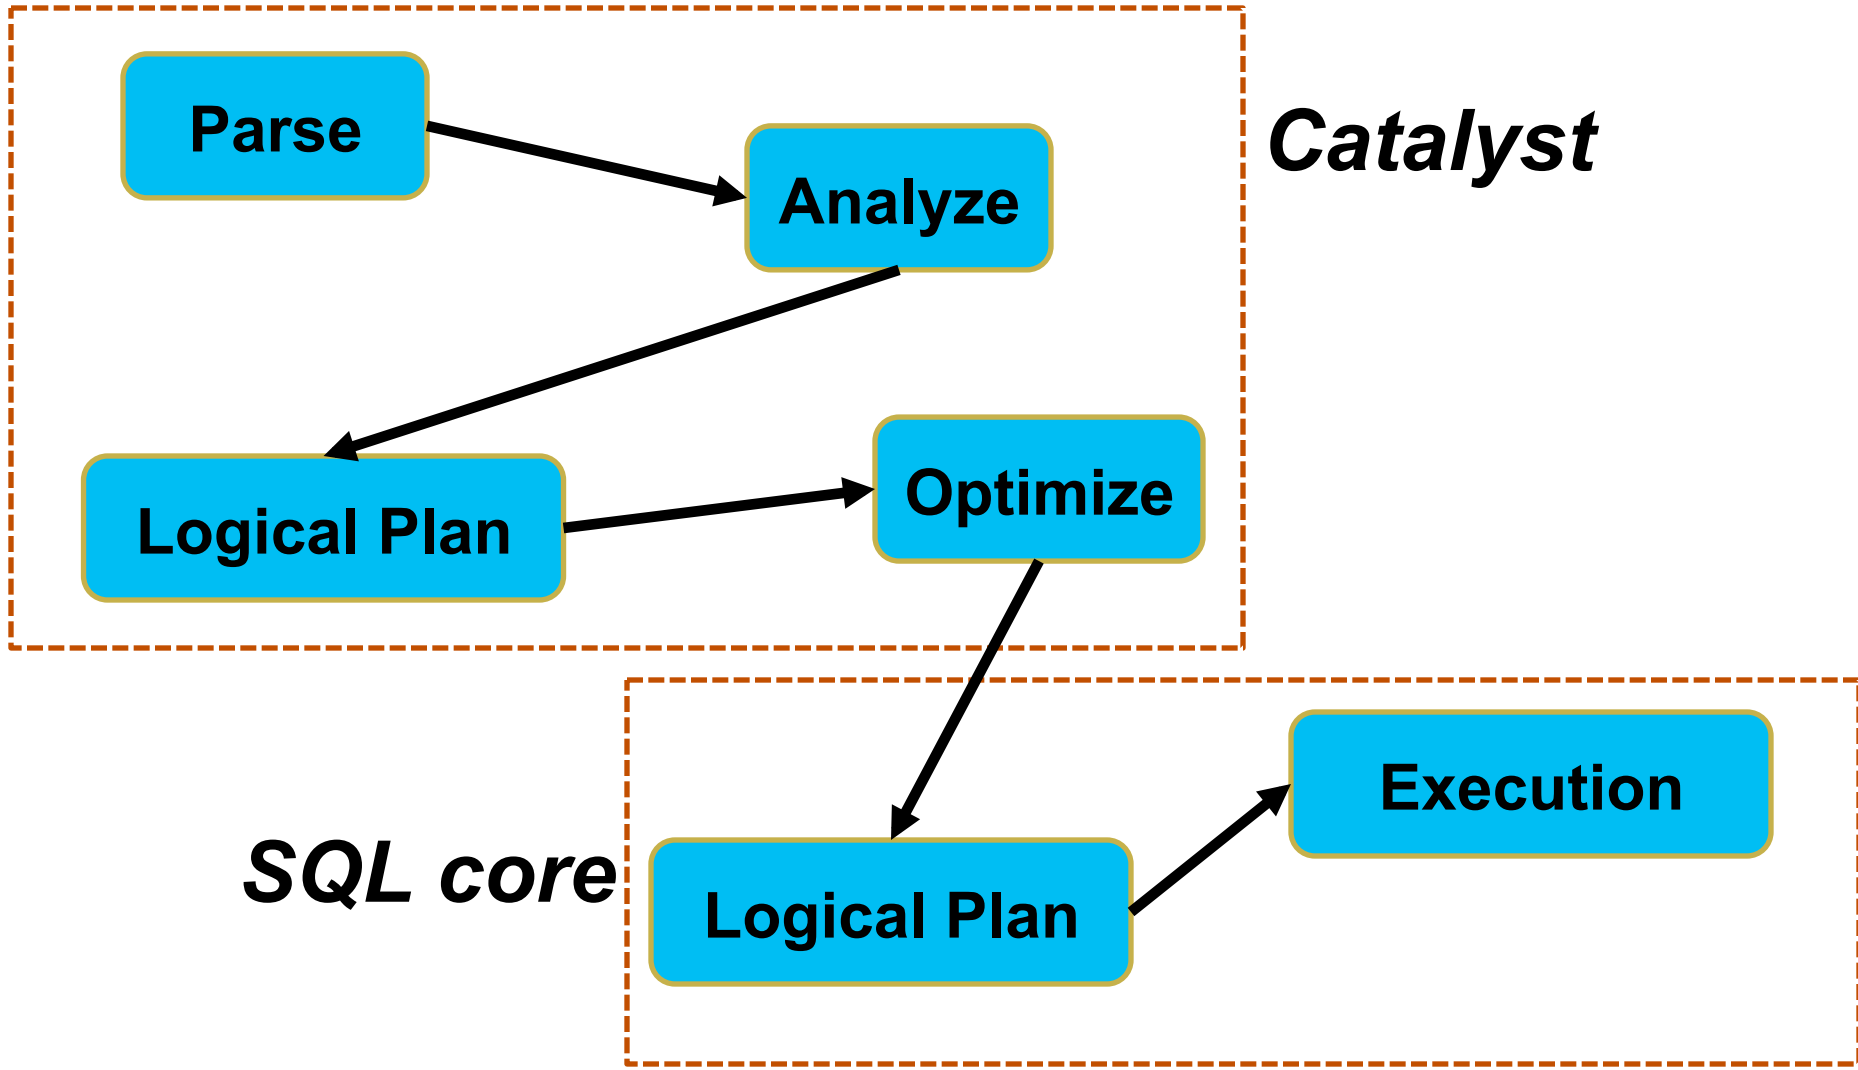 Parse
Catalyst
Analyze
Optimize
Logical Plan
Execution
SQL core
Logical Plan